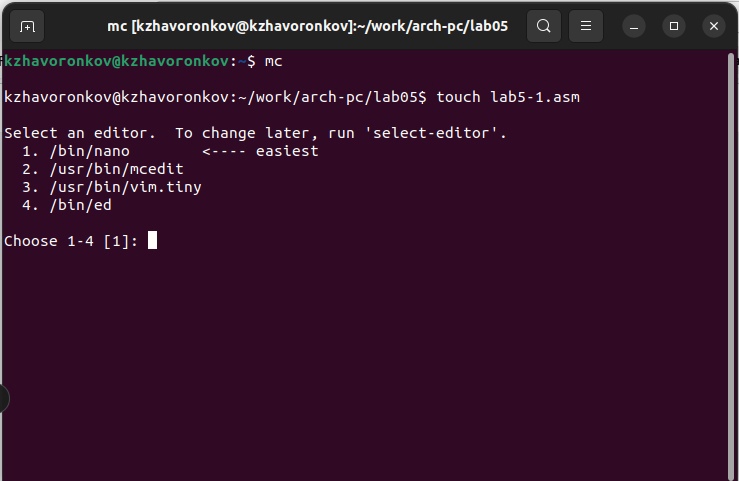 mc [kzhavoronkov@kzhavoronkov]:~/work/arch-pc/lab05
kzhavoronkov@kzhavoronkov:~$ mc
kzhavoronkov@kzhavoronkov:~/work/arch-pc/lab05$ touch lab5-1.asm
Select an editor.  To change later, run 'select-editor'.
  1. /bin/nano        <---- easiest
  2. /usr/bin/mcedit
  3. /usr/bin/vim.tiny
  4. /bin/ed
Choose 1-4 [1]: